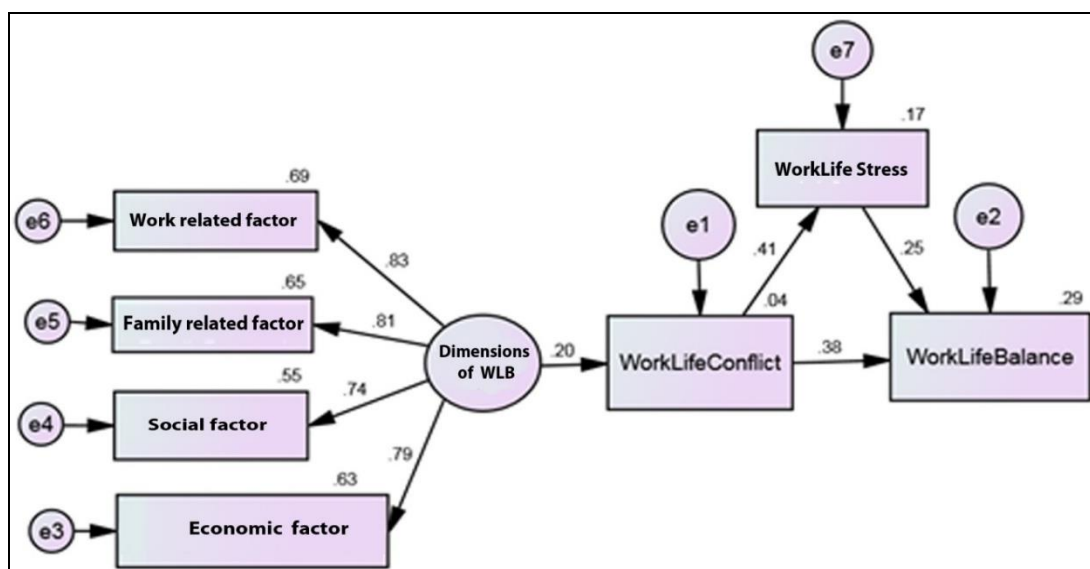 e7
.17
WorkLife Stress
e6
.69
Work related factor
.83
e1
e2
.41
.25
.04
.29
e5
.65
Family related factor
.81
Dimensions
of WLB
.20
WorkLifeConflict
.38
WorkLifeBalance
e4
.55
Social factor
.74
e3
.63
Economic factor
.79